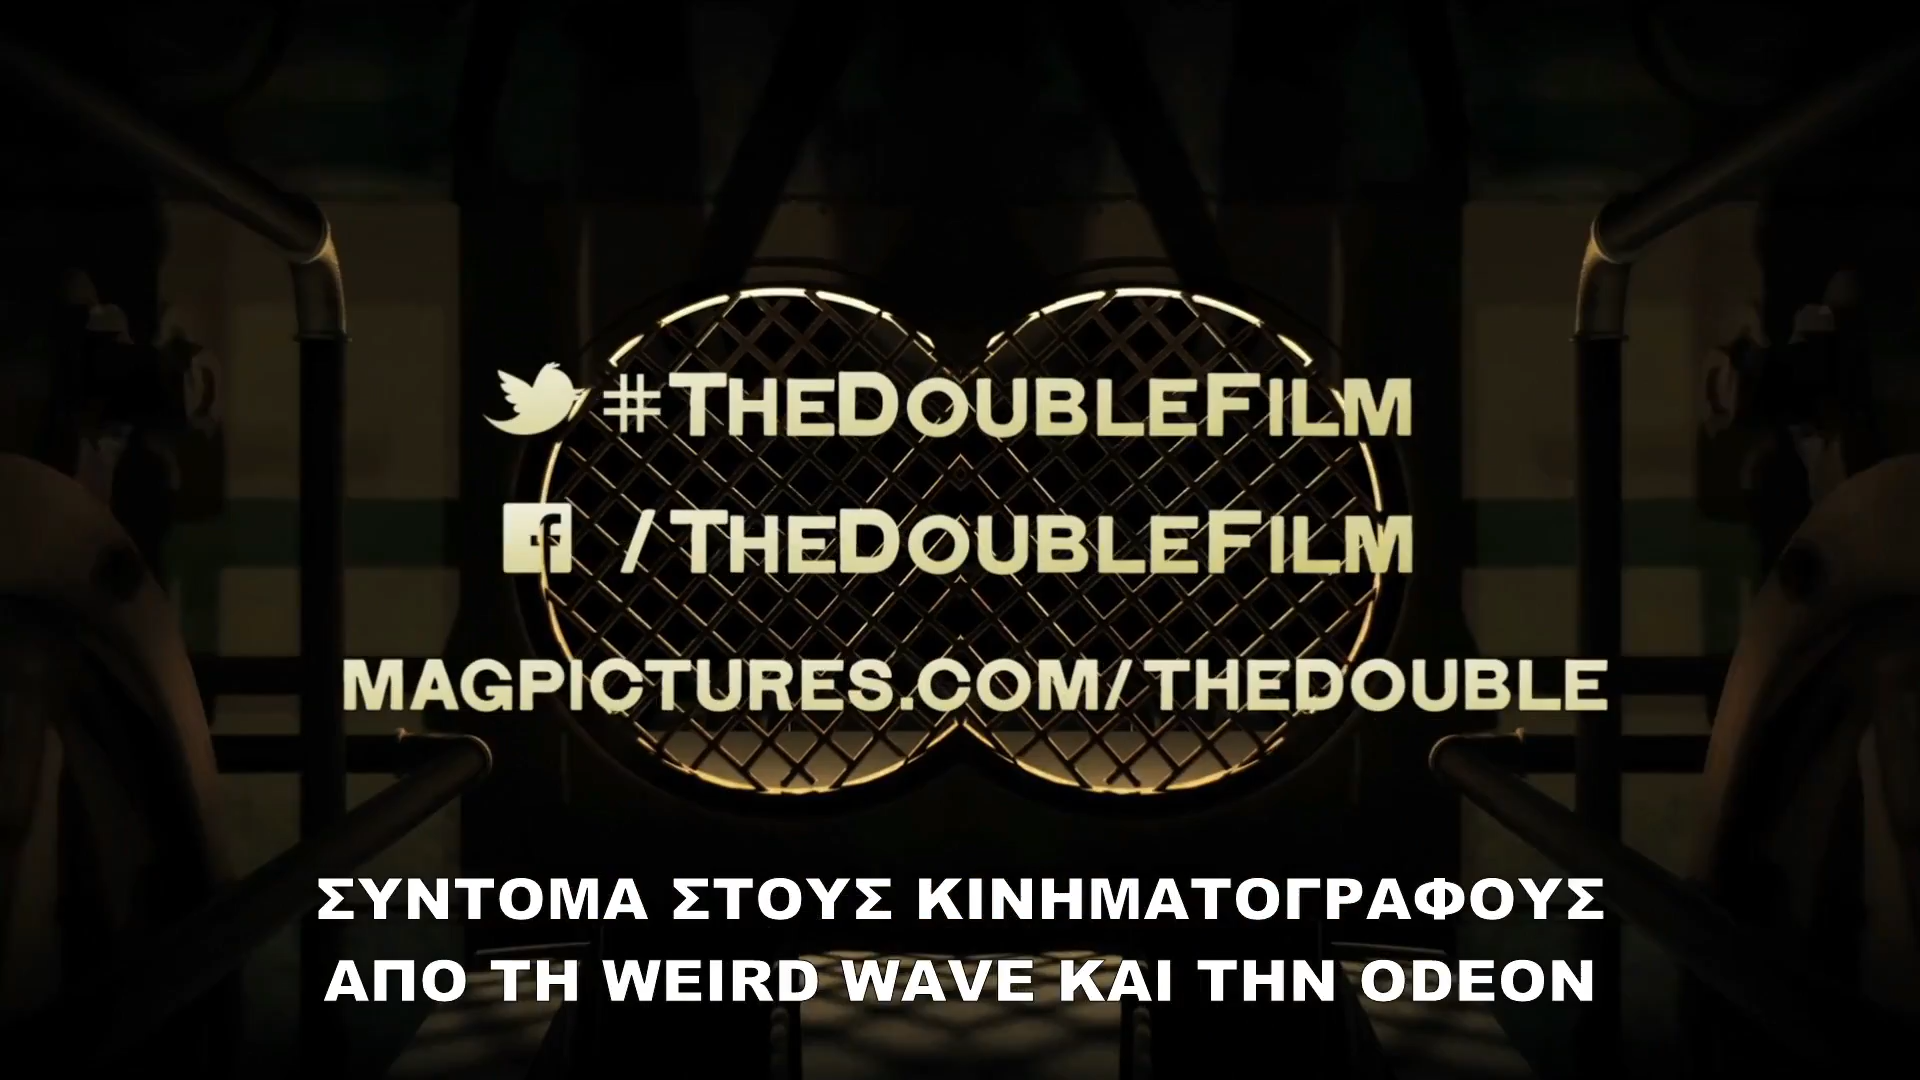 #THEDOUBLEFILM
/THEDOUBLEFILM
MAGPICTURES.COM/THEDOUBLE
ΣΥΝΤΟΜΑ ΣΤΟΥΣ ΚΙΝΗΜΑΤΟΓΡΑΦΟΥΣ
ΑΠΟ ΤΗ WEIRD WAVE ΚΑΙ ΤΗΝ ODEON